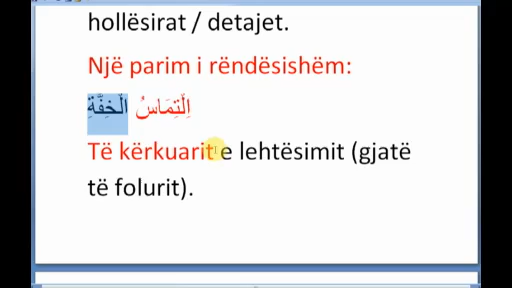 hollësirat / detajet.
Një parim i rëndësishëm:
اِلْتِمَاسُ الْخِفَّةِ
Të kërkuarit e lehtësimit (gjatë
të folurit).